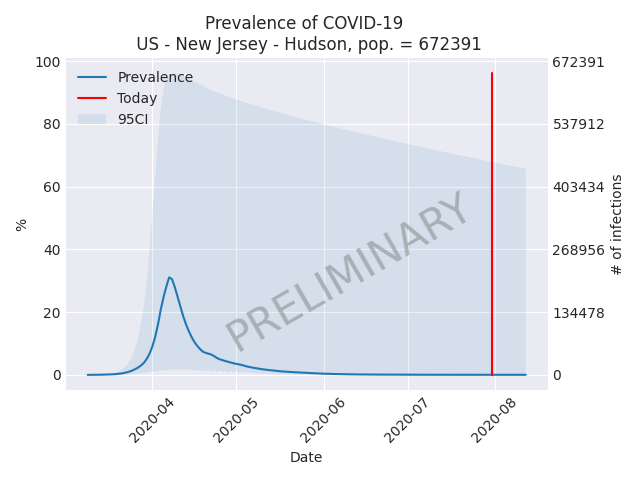 Prevalence of COVID-19
US - New Jersey - Hudson, pop. = 672391
100
80
60
40
20
0
%
Prevalence
Today
95CI
PRELIMINARY
672391
537912
403434
268956
134478
0
# of infections
2020-04
2020-05
2020-06
2020-07
2020-08
Date